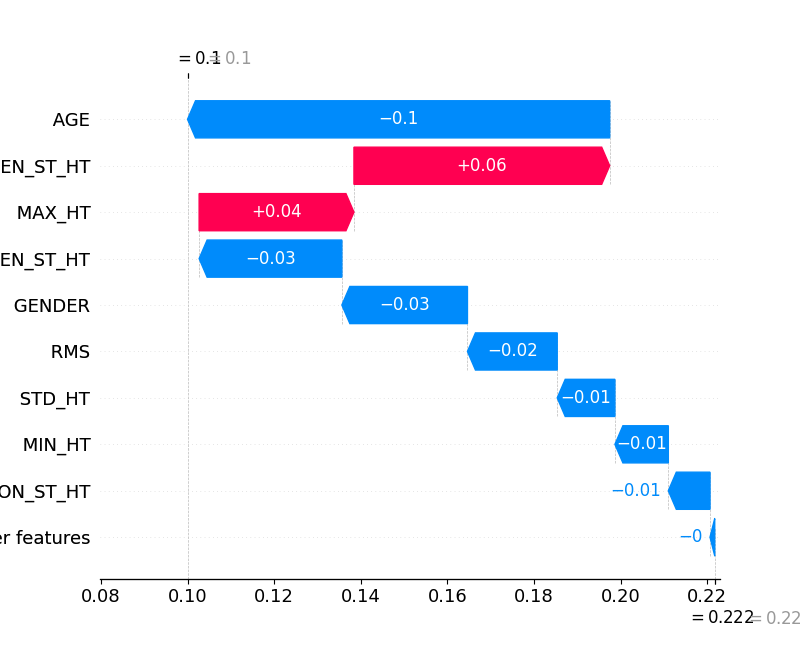 = 0.1 = 0.1
AGE −0.1
EN_ST_HT +0.06
MAX_HT +0.04
EN_ST_HT −0.03
GENDER −0.03
RMS −0.02
STD_HT −0.01
MIN_HT −0.01
ON_ST_HT −0.01
er features −0
0.08 0.10 0.12 0.14 0.16 0.18 0.20 0.22
= 0.222 = 0.22